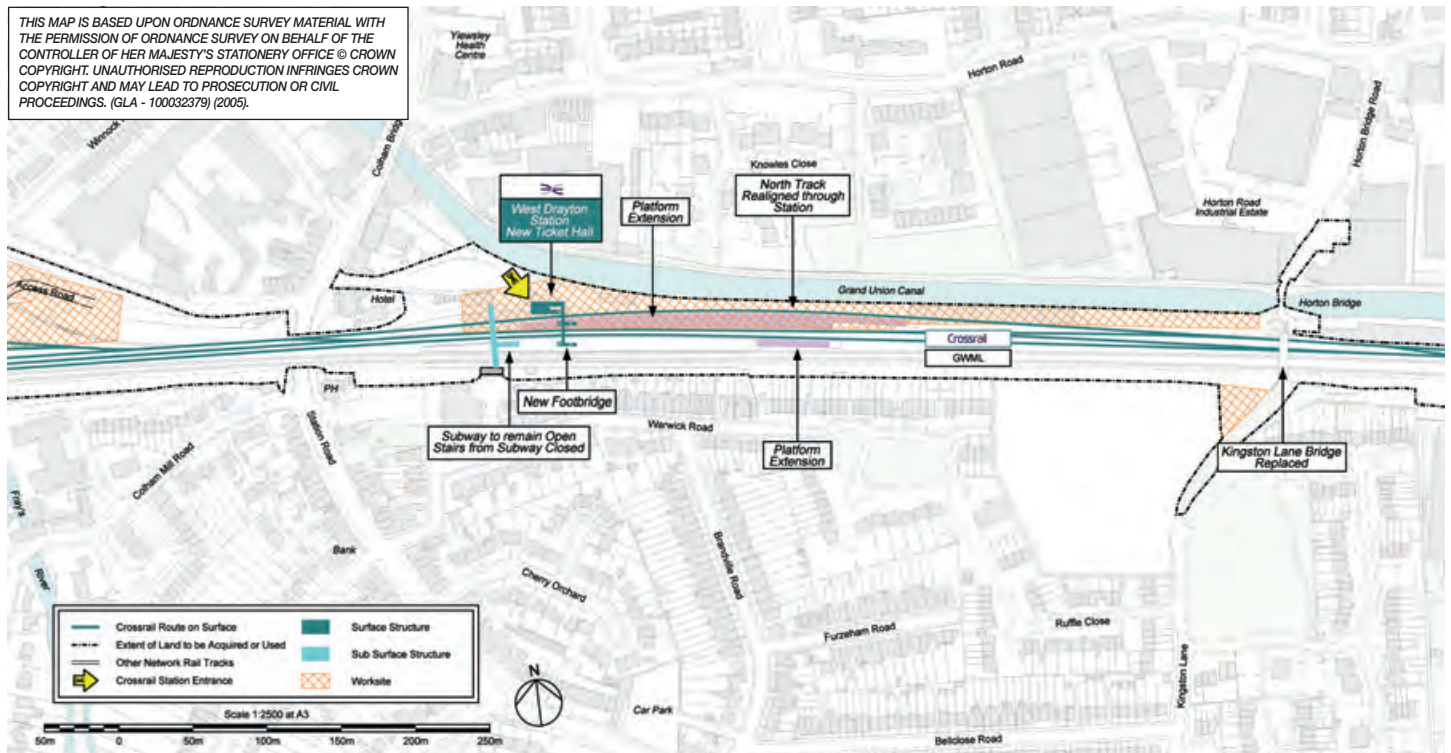 THIS MAP IS BASED UPON ORDNANCE SURVEY MATERIAL WITH
THE PERMISSION OF ORDNANCE SURVEY ON BEHALF OF THE
CONTROLLER OF HER MAJESTY'S STATIONERY OFFICE © CROWN
COPYRIGHT. UNAUTHORISED REPRODUCTION INFRINGES CROWN
COPYRIGHT AND MAY LEAD TO PROSECUTION OR CIVIL
PROCEEDINGS. (GLA - 100032379) (2005).
Yiewsley
Health
Centre
Horton Road
Colham Bridge
Horton Bridge Road
Knowles Close
West Drayton
Station
New Ticket Hall
Platform
Extension
North Track
Realigned through
Station
Horton Road
Industrial Estate
Access Road
Hotel
Grand Union Canal
Horton Bridge
Crossrail
GWML
PH
New Footbridge
Station Road
Subway to remain Open
Stairs from Subway Closed
Warwick Road
Platform
Extension
Kingston Lane Bridge
Replaced
Colham Mill Road
Fray's
River
Bank
Cherry Orchard
Brandville Road
Furzeham Road
Ruffle Close
Kingston Lane
Car Park
Bellclose Road
Crossrail Route on Surface
Extent of Land to be Acquired or Used
Other Network Rail Tracks
Crossrail Station Entrance
Surface Structure
Sub Surface Structure
Worksite
N
Scale 1:2500 at A3
50m 0 50m 100m 150m 200m 250m